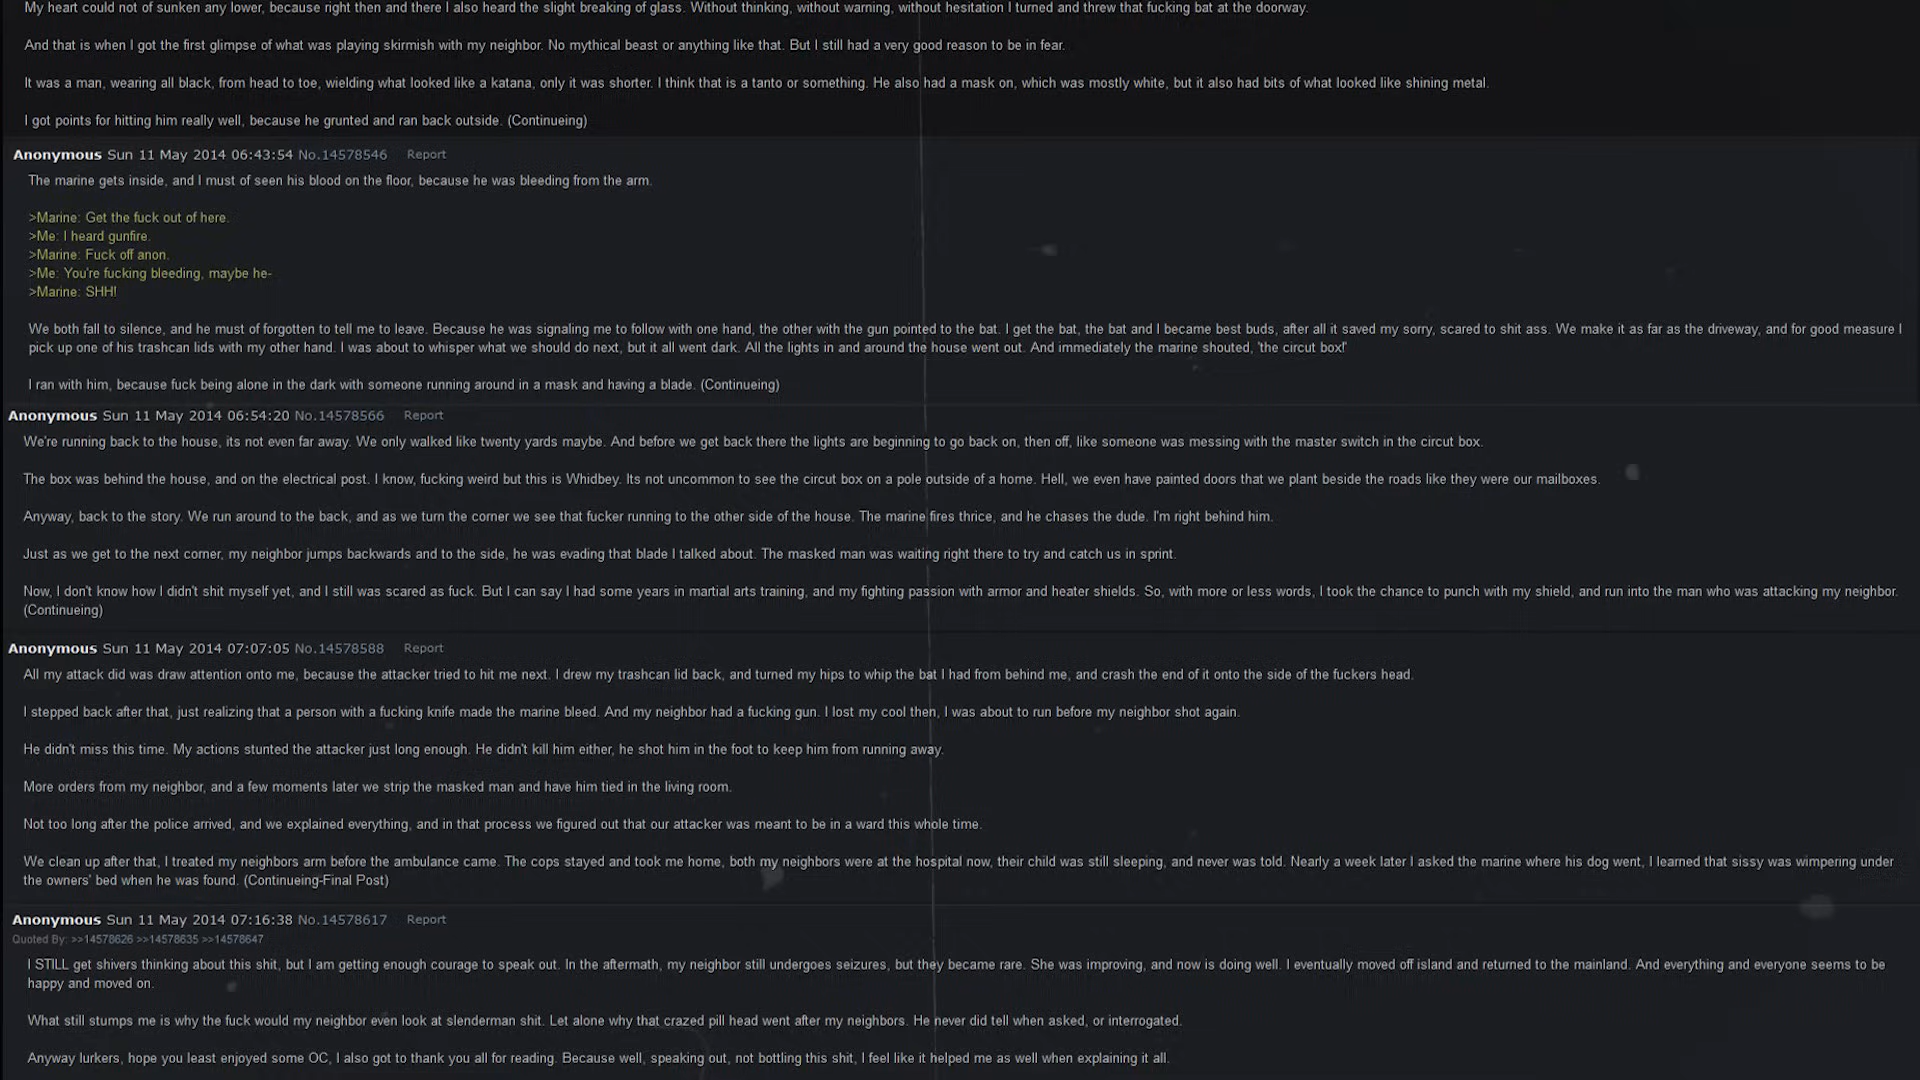 My heart could not of sunken any lower, because right then and there I also heard the slight breaking of glass. Without thinking, without warning, without hesitation I turned and threw that fucking bat at the doorway.
And that is when I got the first glimpse of what was playing skirmish with my neighbor. No mythical beast or anything like that. But I still had a very good reason to be in fear.
It was a man, wearing all black, from head to toe, wielding what looked like a katana, only it was shorter. I think that is a tanto or something. He also had a mask on, which was mostly white, but it also had bits of what looked like shining metal.
I got points for hitting him really well, because he grunted and ran back outside. (Continueing)
Anonymous Sun 11 May 2014 06:43:54 No.14578546 Report
The marine gets inside, and I must of seen his blood on the floor, because he was bleeding from the arm.
>Marine: Get the fuck out of here.
>Me: I heard gunfire.
>Marine: Fuck off anon.
>Me: You're fucking bleeding, maybe he-
>Marine: SHH!
We both fall to silence, and he must of forgotten to tell me to leave. Because he was signaling me to follow with one hand, the other with the gun pointed to the bat. I get the bat, the bat and I became best buds, after all it saved my sorry, scared to shit ass. We make it as far as the driveway, and for good measure I
pick up one of his trashcan lids with my other hand. I was about to whisper what we should do next, but it all went dark. All the lights in and around the house went out. And immediately the marine shouted, 'the circut box!'
I ran with him, because fuck being alone in the dark with someone running around in a mask and having a blade. (Continueing)
Anonymous Sun 11 May 2014 06:54:20 No.14578566 Report
We're running back to the house, its not even far away. We only walked like twenty yards maybe. And before we get back there the lights are beginning to go back on, then off, like someone was messing with the master switch in the circut box.
The box was behind the house, and on the electrical post. I know, fucking weird but this is Whidbey. Its not uncommon to see the circut box on a pole outside of a home. Hell, we even have painted doors that we plant beside the roads like they were our mailboxes.
Anyway, back to the story. We run around to the back, and as we turn the corner we see that fucker running to the other side of the house. The marine fires thrice, and he chases the dude. I'm right behind him.
Just as we get to the next corner, my neighbor jumps backwards and to the side, he was evading that blade I talked about. The masked man was waiting right there to try and catch us in sprint.
Now, I don't know how I didn't shit myself yet, and I still was scared as fuck. But I can say I had some years in martial arts training, and my fighting passion with armor and heater shields. So, with more or less words, I took the chance to punch with my shield, and run into the man who was attacking my neighbor.
(Continueing)
Anonymous Sun 11 May 2014 07:07:05 No.14578588 Report
All my attack did was draw attention onto me, because the attacker tried to hit me next. I drew my trashcan lid back, and turned my hips to whip the bat I had from behind me, and crash the end of it onto the side of the fuckers head.
I stepped back after that, just realizing that a person with a fucking knife made the marine bleed. And my neighbor had a fucking gun. I lost my cool then, I was about to run before my neighbor shot again.
He didn't miss this time. My actions stunted the attacker just long enough. He didn't kill him either, he shot him in the foot to keep him from running away.
More orders from my neighbor, and a few moments later we strip the masked man and have him tied in the living room.
Not too long after the police arrived, and we explained everything, and in that process we figured out that our attacker was meant to be in a ward this whole time.
We clean up after that, I treated my neighbors arm before the ambulance came. The cops stayed and took me home, both my neighbors were at the hospital now, their child was still sleeping, and never was told. Nearly a week later I asked the marine where his dog went, I learned that sissy was wimpering under
the owners' bed when he was found. (Continueing-Final Post)
Anonymous Sun 11 May 2014 07:16:38 No.14578617 Report
Quoted By: >>14578626 >>14578635 >>14578647
I STILL get shivers thinking about this shit, but I am getting enough courage to speak out. In the aftermath, my neighbor still undergoes seizures, but they became rare. She was improving, and now is doing well. I eventually moved off island and returned to the mainland. And everything and everyone seems to be
happy and moved on.
What still stumps me is why the fuck would my neighbor even look at slenderman shit. Let alone why that crazed pill head went after my neighbors. He never did tell when asked, or interrogated.
Anyway lurkers, hope you least enjoyed some OC, I also got to thank you all for reading. Because well, speaking out, not bottling this shit, I feel like it helped me as well when explaining it all.